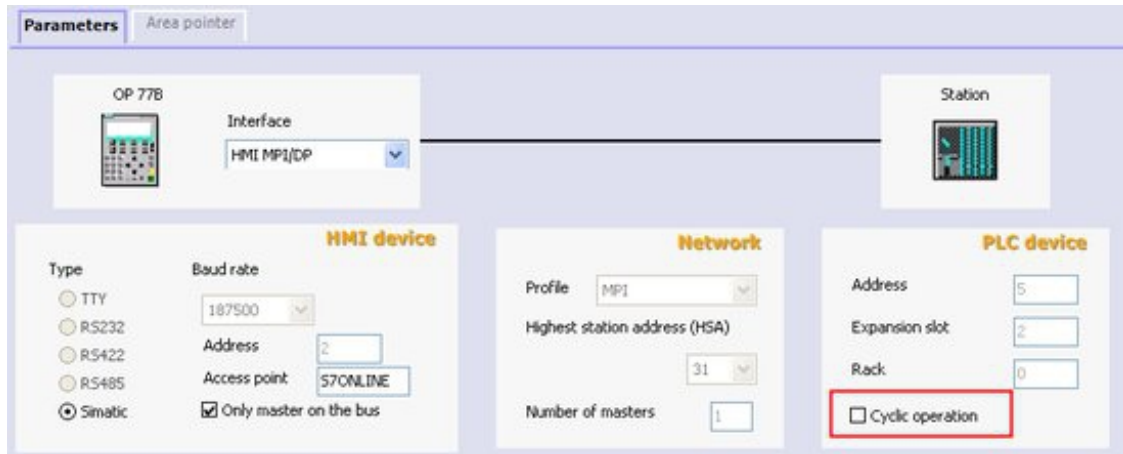 Parameters
Area pointer
OP 77B
Interface
HMI MPI/DP
Station
HMI device
Type
TTY
RS232
RS422
RS485
Simatic
Baud rate
187500
Address
2
Access point
S7ONLINE
Only master on the bus
Network
Profile
MPI
Highest station address (HSA)
31
Number of masters
1
PLC device
Address
5
Expansion slot
2
Rack
0
Cyclic operation